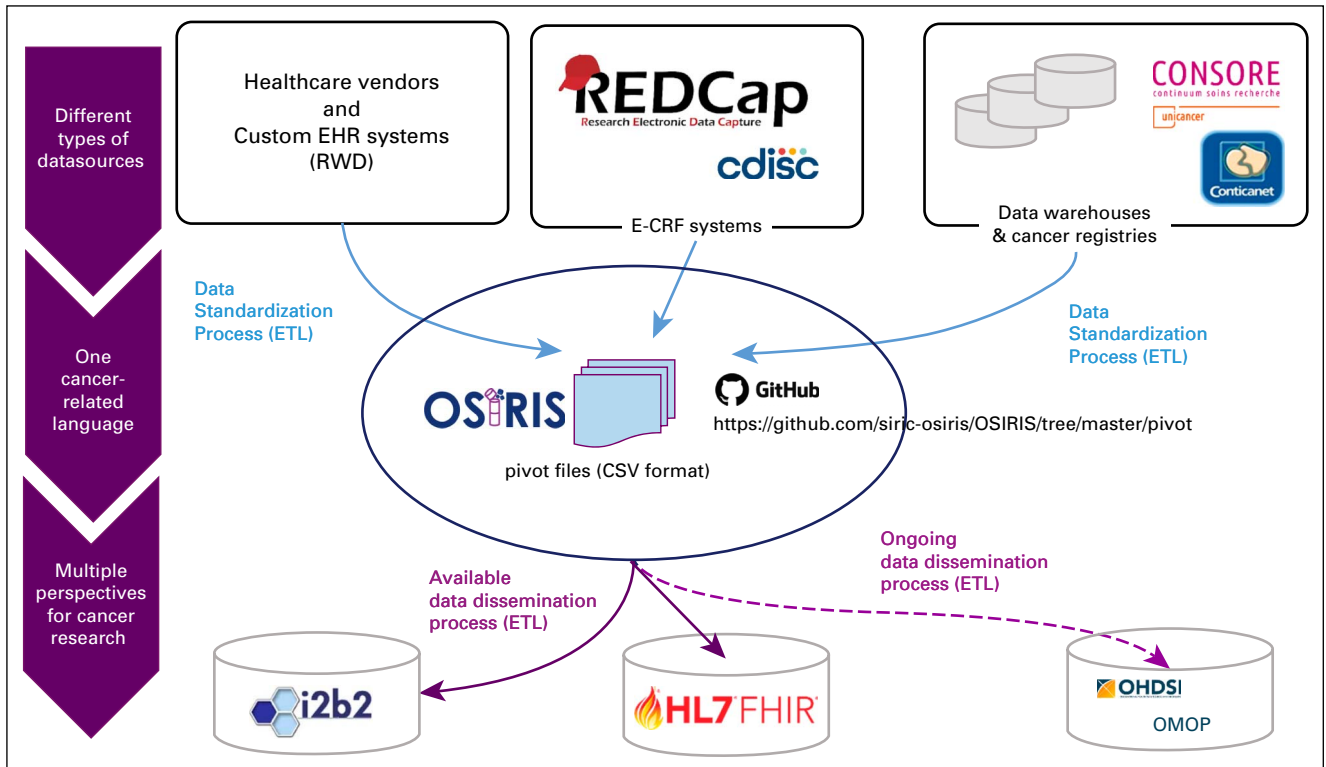 Different
types of
datasources
Healthcare vendors
and
Custom EHR systems
(RWD)
REDCap
Research Electronic Data Capture
cdisc
E-CRF systems
CONSORE
continuum soins recherche
unicancer
Conticanet
Data warehouses
& cancer registries
Data
Standardization
Process (ETL)
Data
Standardization
Process (ETL)
One
cancer-
related
language
OSIRIS
GitHub
https://github.com/siric-osiris/OSIRIS/tree/master/pivot
pivot files (CSV format)
Multiple
perspectives
for cancer
research
Available
data dissemination
process (ETL)
Ongoing
data dissemination
process (ETL)
i2b2
HL7 FHIR®
OHDSI
OMOP